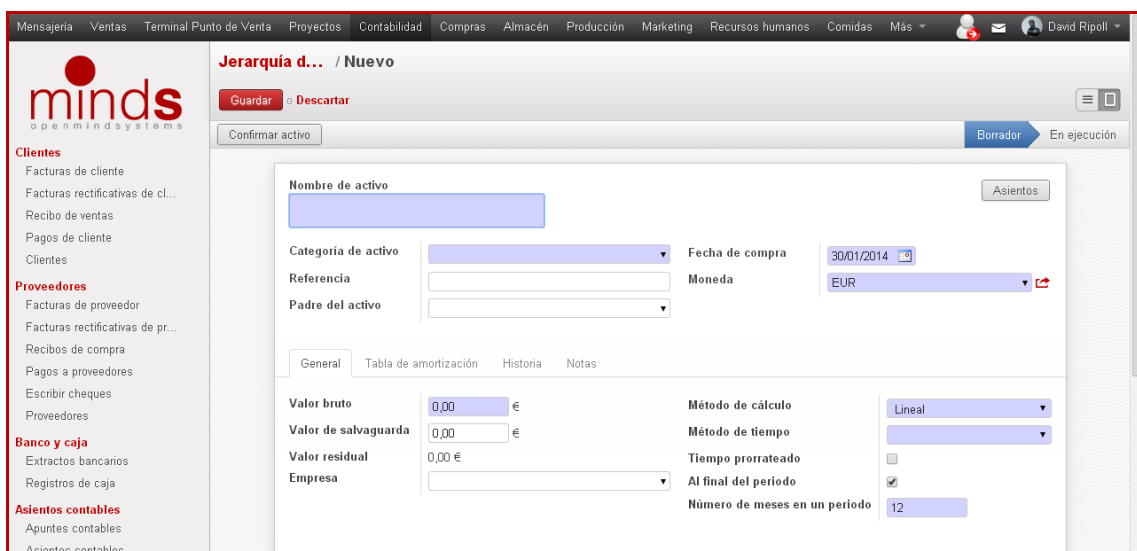 Mensajería Ventas Terminal Punto de Venta Proyectos Contabilidad Compras Almacén Producción Marketing Recursos humanos Comidas Más David Ripoll
minds
openmindsystems
Jerarquía d... / Nuevo
Guardar o Descartar
Confirmar activo Borrador En ejecución
Clientes
Facturas de cliente
Facturas rectificativas de cl...
Recibo de ventas
Pagos de cliente
Clientes
Proveedores
Facturas de proveedor
Facturas rectificativas de pr...
Recibos de compra
Pagos a proveedores
Escribir cheques
Proveedores
Banco y caja
Extractos bancarios
Registros de caja
Asientos contables
Apuntes contables
Asientos contables
Nombre de activo
Asientos
Categoría de activo
Referencia
Padre del activo
Fecha de compra 30/01/2014
Moneda EUR
General Tabla de amortización Historia Notas
Valor bruto 0,00 €
Valor de salvaguarda 0,00 €
Valor residual 0,00 €
Empresa
Método de cálculo Lineal
Método de tiempo
Tiempo prorrateado
Al final del periodo
Número de meses en un periodo 12